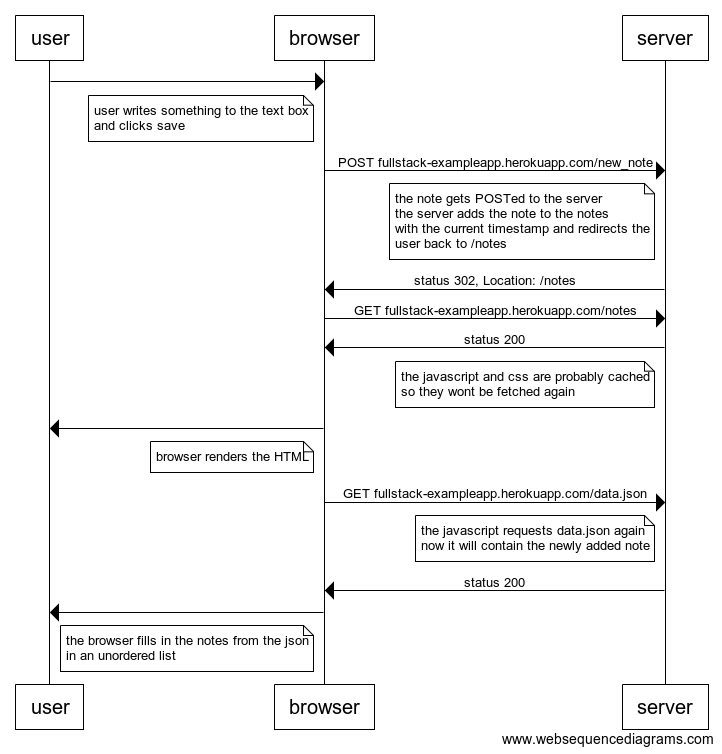 user browser server
user writes something to the text box
and clicks save
POST fullstack-exampleapp.herokuapp.com/new_note
the note gets POSTed to the server
the server adds the note to the notes
with the current timestamp and redirects the
user back to /notes
status 302, Location: /notes
GET fullstack-exampleapp.herokuapp.com/notes
status 200
the javascript and css are probably cached
so they wont be fetched again
browser renders the HTML
GET fullstack-exampleapp.herokuapp.com/data.json
the javascript requests data.json again
now it will contain the newly added note
status 200
the browser fills in the notes from the json
in an unordered list
user browser server
www.websequencediagrams.com